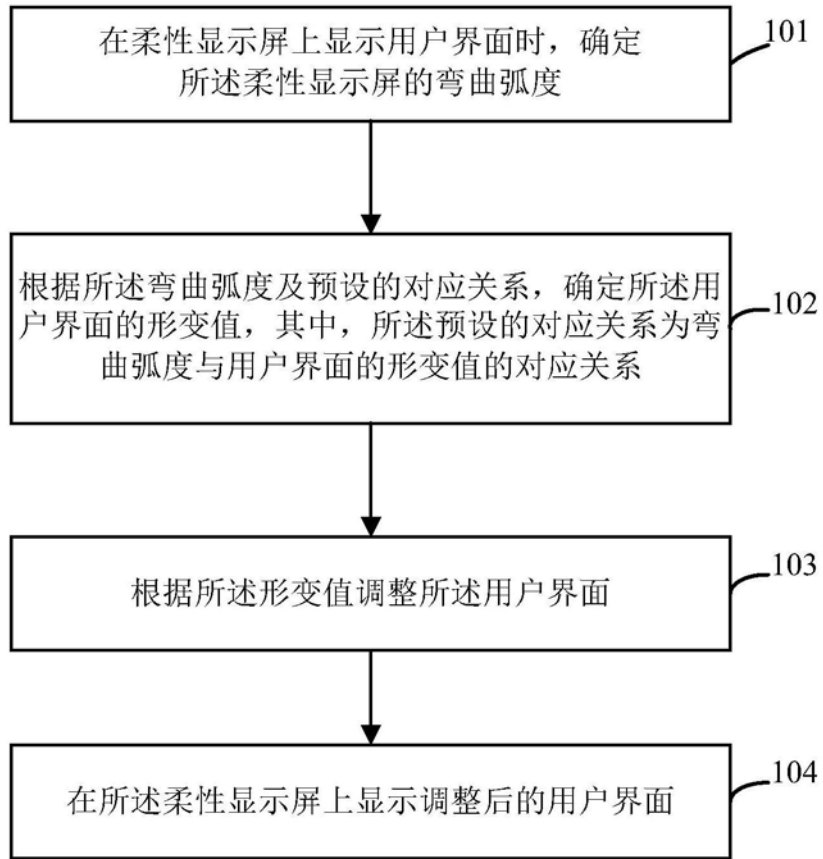 在柔性显示屏上显示用户界面时，确定
所述柔性显示屏的弯曲弧度
101
根据所述弯曲弧度及预设的对应关系，确定所述用
户界面的形变值，其中，所述预设的对应关系为弯
曲弧度与用户界面的形变值的对应关系
102
根据所述形变值调整所述用户界面
103
在所述柔性显示屏上显示调整后的用户界面
104